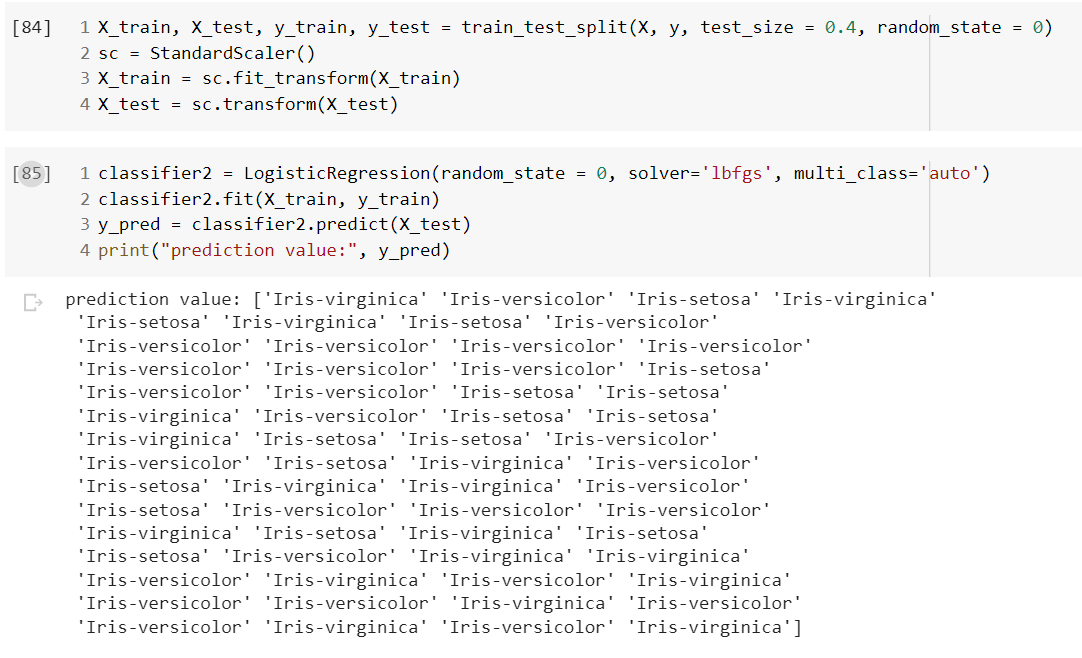 [84] 1 X_train, X_test, y_train, y_test = train_test_split(X, y, test_size = 0.4, random_state = 0)
2 sc = StandardScaler()
3 X_train = sc.fit_transform(X_train)
4 X_test = sc.transform(X_test)
[85] 1 classifier2 = LogisticRegression(random_state = 0, solver='lbfgs', multi_class='auto')
2 classifier2.fit(X_train, y_train)
3 y_pred = classifier2.predict(X_test)
4 print("prediction value:", y_pred)
prediction value: ['Iris-virginica' 'Iris-versicolor' 'Iris-setosa' 'Iris-virginica'
'Iris-setosa' 'Iris-virginica' 'Iris-setosa' 'Iris-versicolor'
'Iris-versicolor' 'Iris-versicolor' 'Iris-versicolor' 'Iris-versicolor'
'Iris-versicolor' 'Iris-versicolor' 'Iris-versicolor' 'Iris-setosa'
'Iris-versicolor' 'Iris-versicolor' 'Iris-setosa' 'Iris-setosa'
'Iris-virginica' 'Iris-versicolor' 'Iris-setosa' 'Iris-setosa'
'Iris-virginica' 'Iris-setosa' 'Iris-setosa' 'Iris-versicolor'
'Iris-versicolor' 'Iris-setosa' 'Iris-virginica' 'Iris-versicolor'
'Iris-setosa' 'Iris-virginica' 'Iris-virginica' 'Iris-versicolor'
'Iris-setosa' 'Iris-versicolor' 'Iris-versicolor' 'Iris-versicolor'
'Iris-virginica' 'Iris-setosa' 'Iris-virginica' 'Iris-setosa'
'Iris-setosa' 'Iris-versicolor' 'Iris-virginica' 'Iris-virginica'
'Iris-versicolor' 'Iris-virginica' 'Iris-versicolor' 'Iris-virginica'
'Iris-versicolor' 'Iris-versicolor' 'Iris-virginica' 'Iris-versicolor'
'Iris-versicolor' 'Iris-virginica' 'Iris-versicolor' 'Iris-virginica']